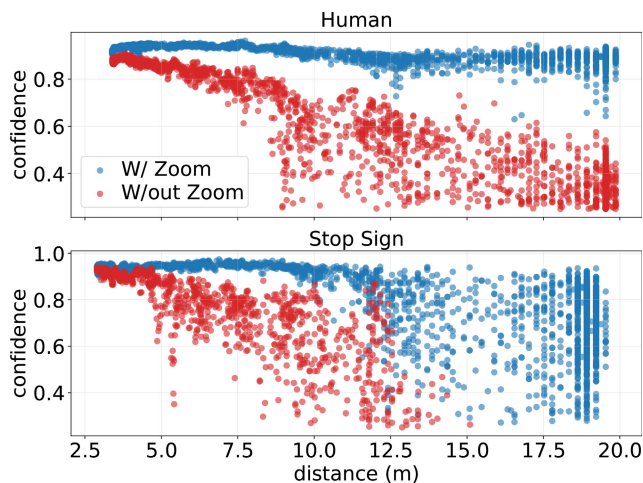 Human
confidence
0.8
0.6
0.4
W/ Zoom
W/out Zoom
Stop Sign
confidence
1.0
0.8
0.6
0.4
2.5 5.0 7.5 10.0 12.5 15.0 17.5 20.0
distance (m)